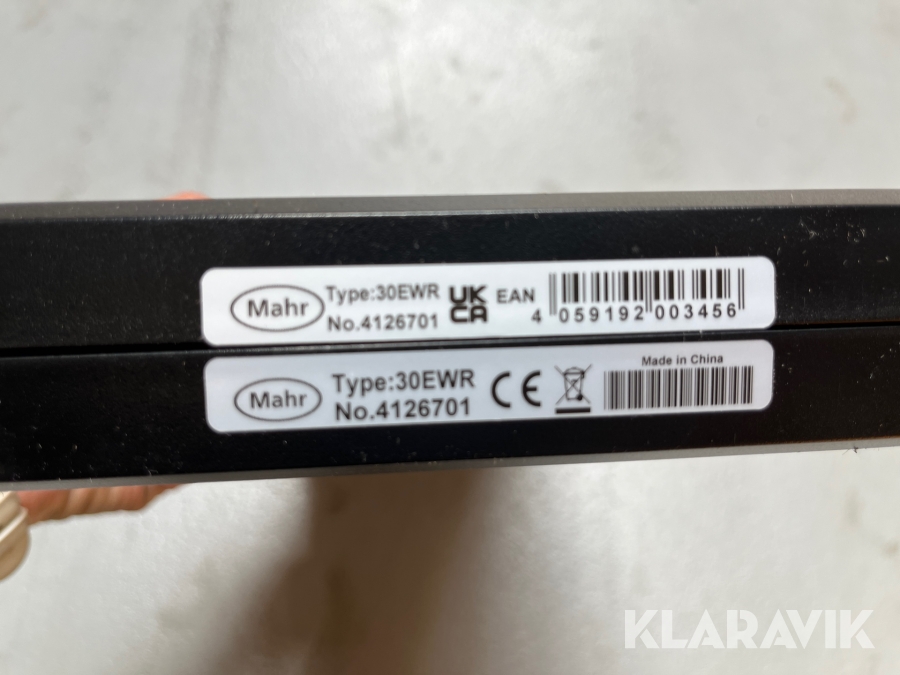 Mahr
Type:30EWR
No.4126701
UK
CA
EAN
4 059192 003456
Mahr
Type:30EWR
No.4126701
CE
Made in China
KLARAVIK